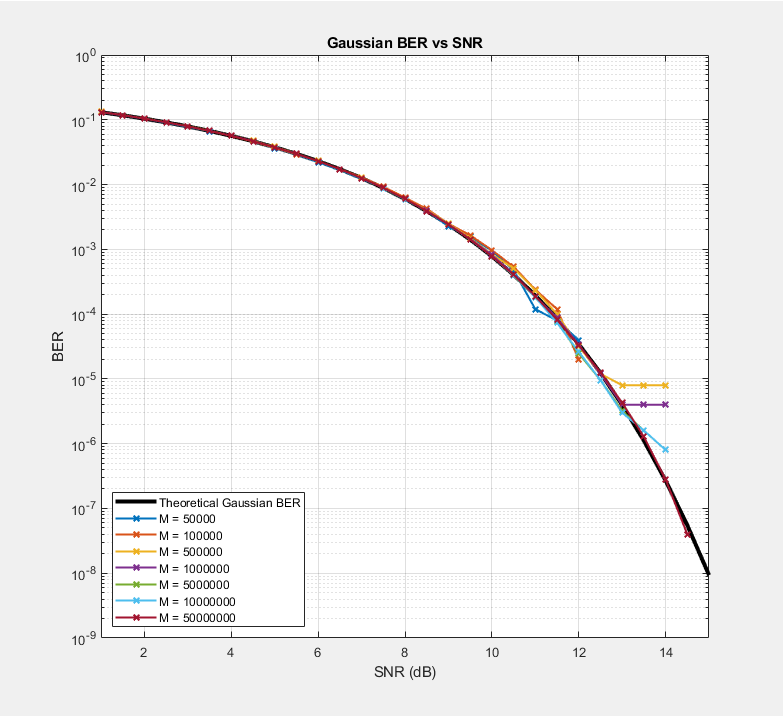 Gaussian BER vs SNR
10^0
10^-1
10^-2
10^-3
10^-4
10^-5
10^-6
10^-7
10^-8
10^-9
BER
Theoretical Gaussian BER
M = 50000
M = 100000
M = 500000
M = 1000000
M = 5000000
M = 10000000
M = 50000000
2 4 6 8 10 12 14
SNR (dB)